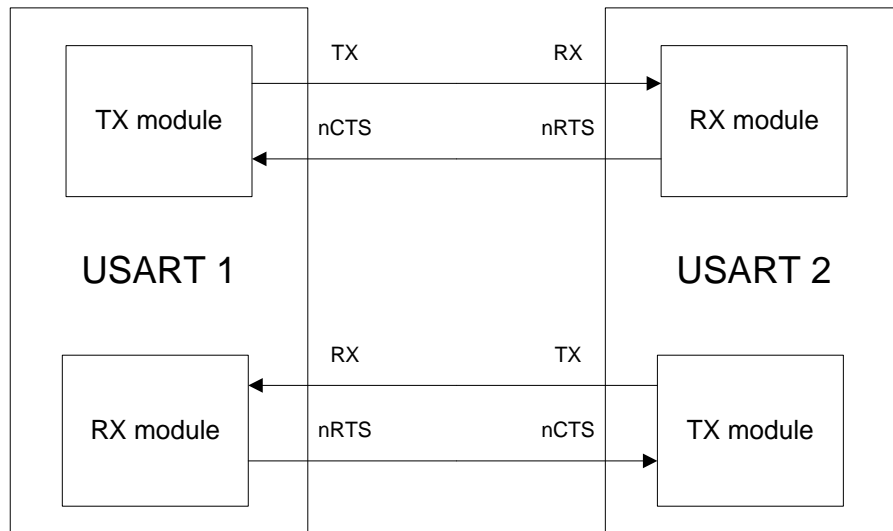 TX RX
TX module nCTS nRTS RX module
USART 1 USART 2
RX TX
RX module nRTS nCTS TX module